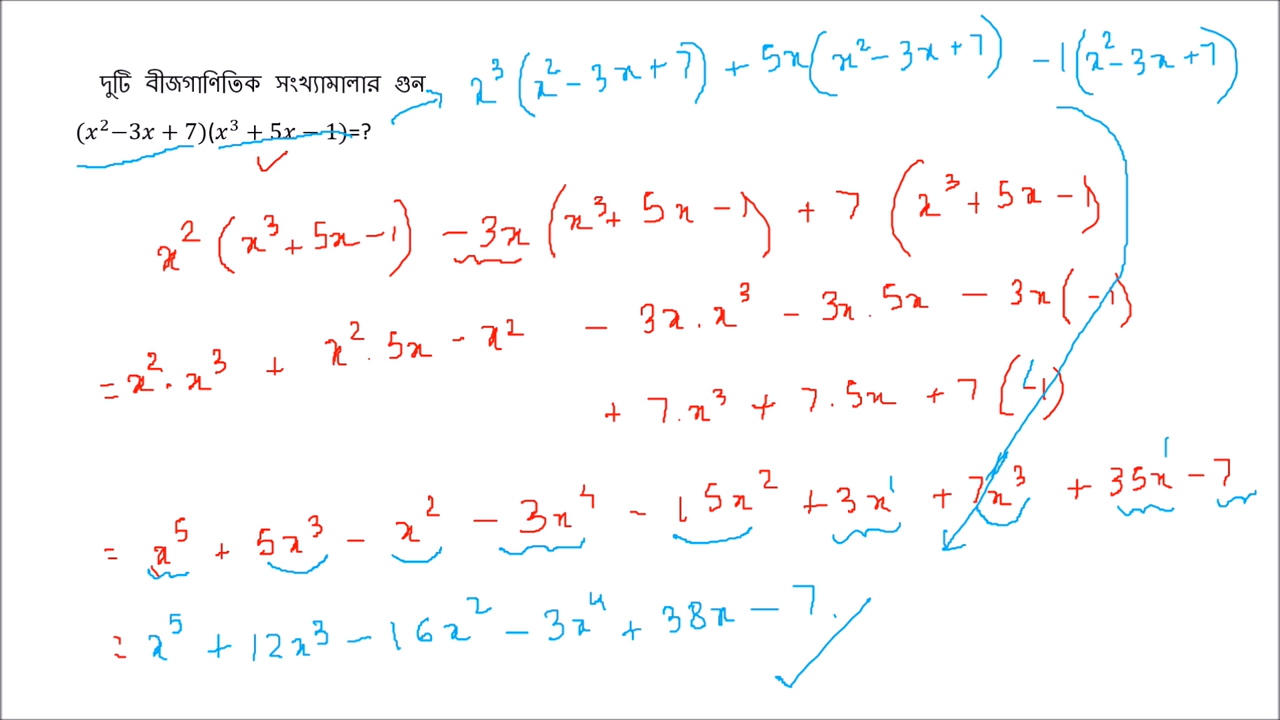 দুটি বীজগাণিতিক সংখ্যামালার গুন
x³(x² − 3x + 7) + 5x(x² − 3x + 7) − 1(x² − 3x + 7)
(x²−3x + 7)(x³ + 5x − 1)=?
x²(x³ + 5x − 1) − 3x(x³ + 5x − 1) + 7(x³ + 5x − 1)
= x².x³ + x².5x − x² − 3x.x³ − 3x.5x − 3x(−1)
+ 7.x³ + 7.5x + 7(−1)
= x⁵ + 5x³ − x² − 3x⁴ − 15x² + 3x¹ + 7x³ + 35x¹ − 7
= x⁵ + 12x³ − 16x² − 3x⁴ + 38x − 7.